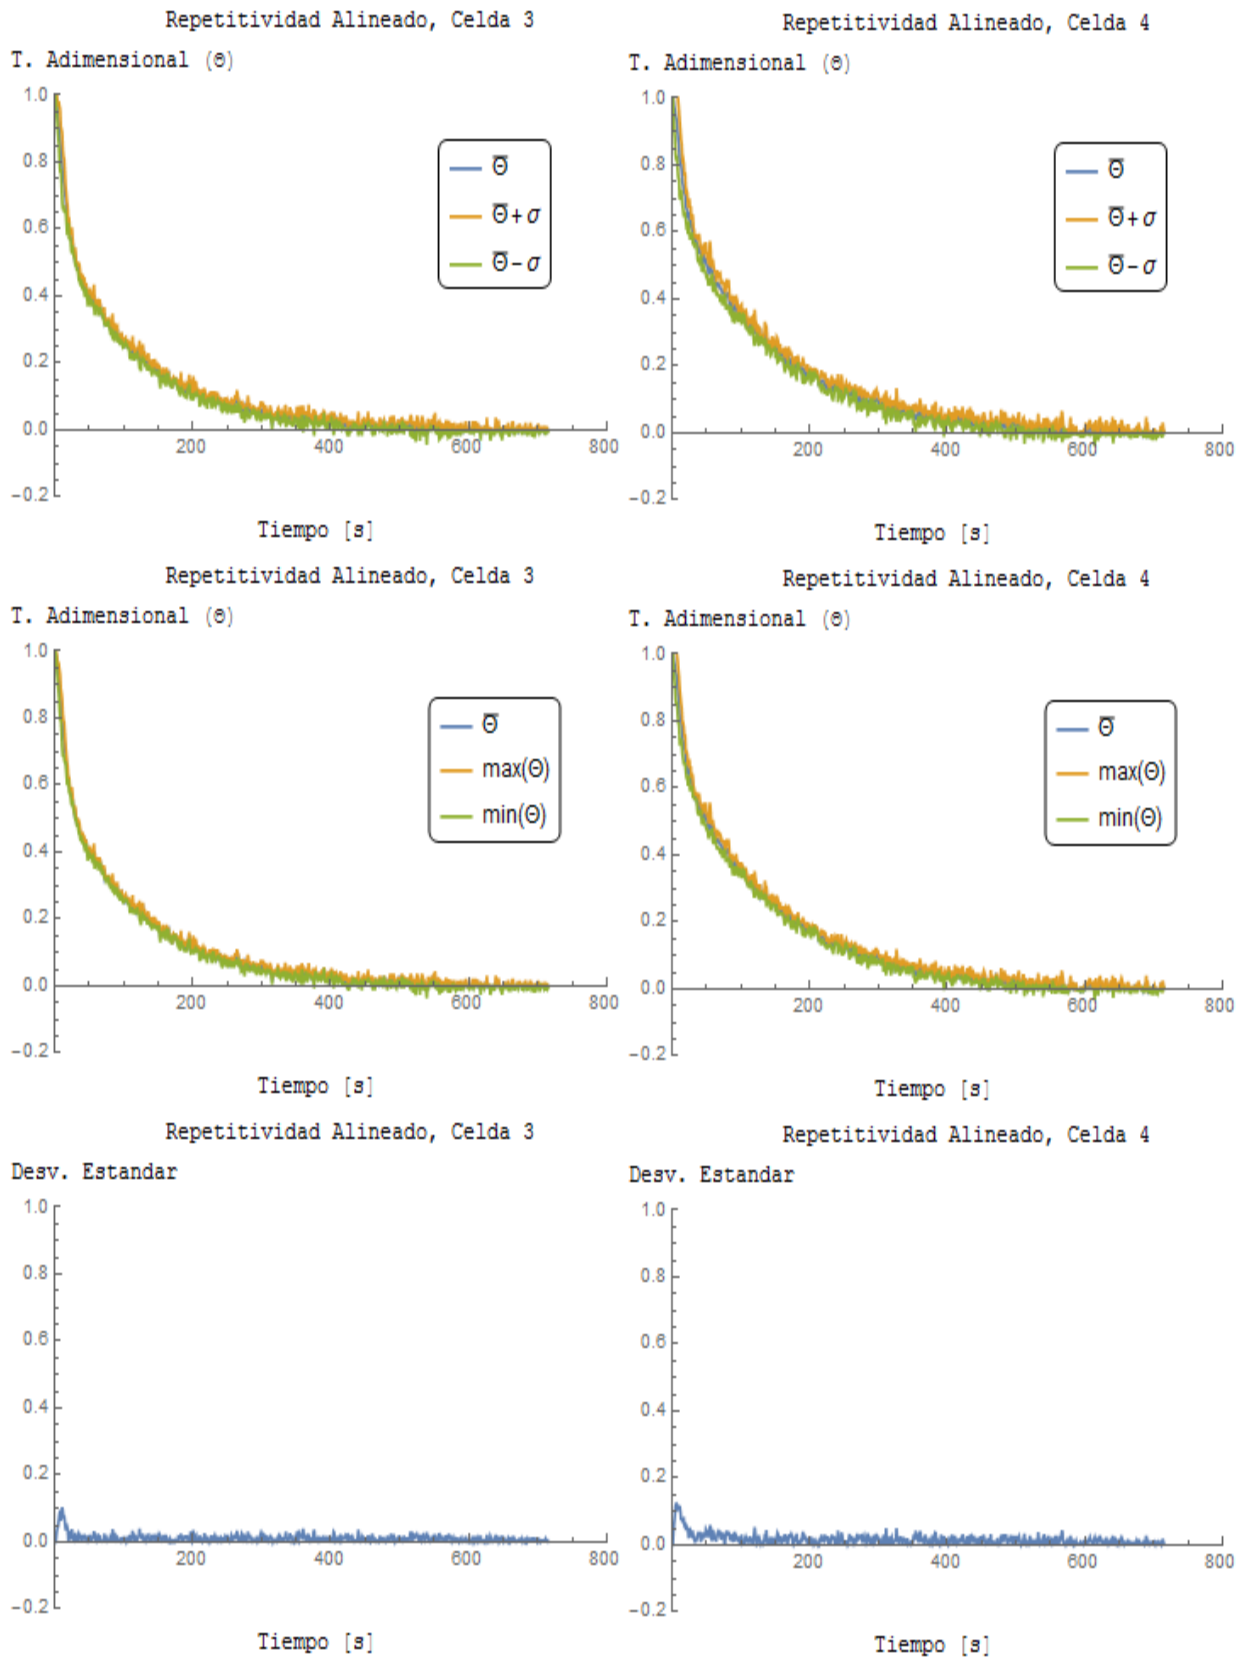 Repetitividad Alineado, Celda 3
T. Adimensional (Θ)
1.0
0.8
0.6
0.4
0.2
0.0
-0.2
200
400
600
800
Θ̅
Θ̅+σ
Θ̅-σ
Tiempo [s]
Repetitividad Alineado, Celda 4
T. Adimensional (Θ)
1.0
0.8
0.6
0.4
0.2
0.0
-0.2
200
400
600
800
Θ̅
Θ̅+σ
Θ̅-σ
Tiempo [s]
Repetitividad Alineado, Celda 3
T. Adimensional (Θ)
1.0
0.8
0.6
0.4
0.2
0.0
-0.2
200
400
600
800
Θ̅
max(Θ)
min(Θ)
Tiempo [s]
Repetitividad Alineado, Celda 4
T. Adimensional (Θ)
1.0
0.8
0.6
0.4
0.2
0.0
-0.2
200
400
600
800
Θ̅
max(Θ)
min(Θ)
Tiempo [s]
Repetitividad Alineado, Celda 3
Desv. Estandar
1.0
0.8
0.6
0.4
0.2
0.0
-0.2
200
400
600
800
Tiempo [s]
Repetitividad Alineado, Celda 4
Desv. Estandar
1.0
0.8
0.6
0.4
0.2
0.0
-0.2
200
400
600
800
Tiempo [s]